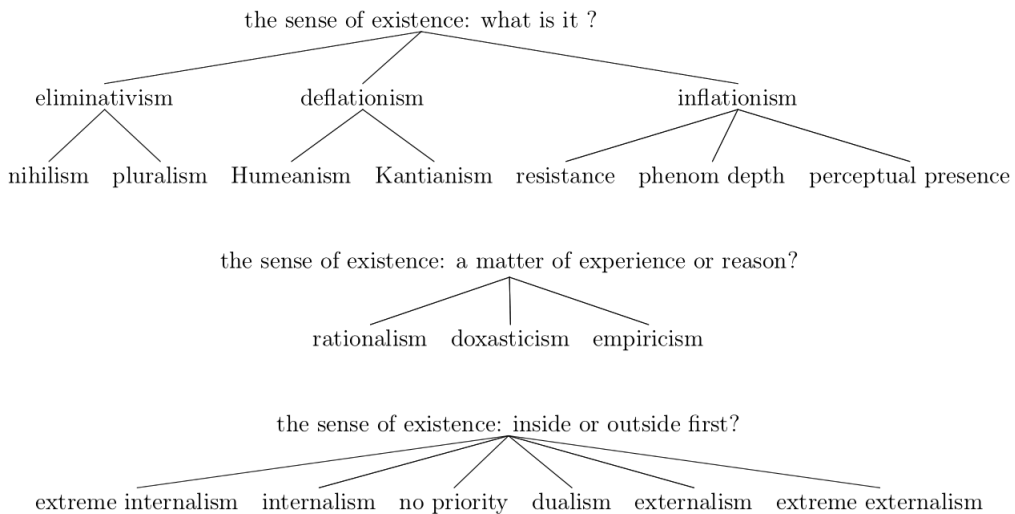 the sense of existence: what is it ?
eliminativism deflationism inflationism
nihilism pluralism Humeanism Kantianism resistance phenom depth perceptual presence
the sense of existence: a matter of experience or reason?
rationalism doxasticism empiricism
the sense of existence: inside or outside first?
extreme internalism internalism no priority dualism externalism extreme externalism